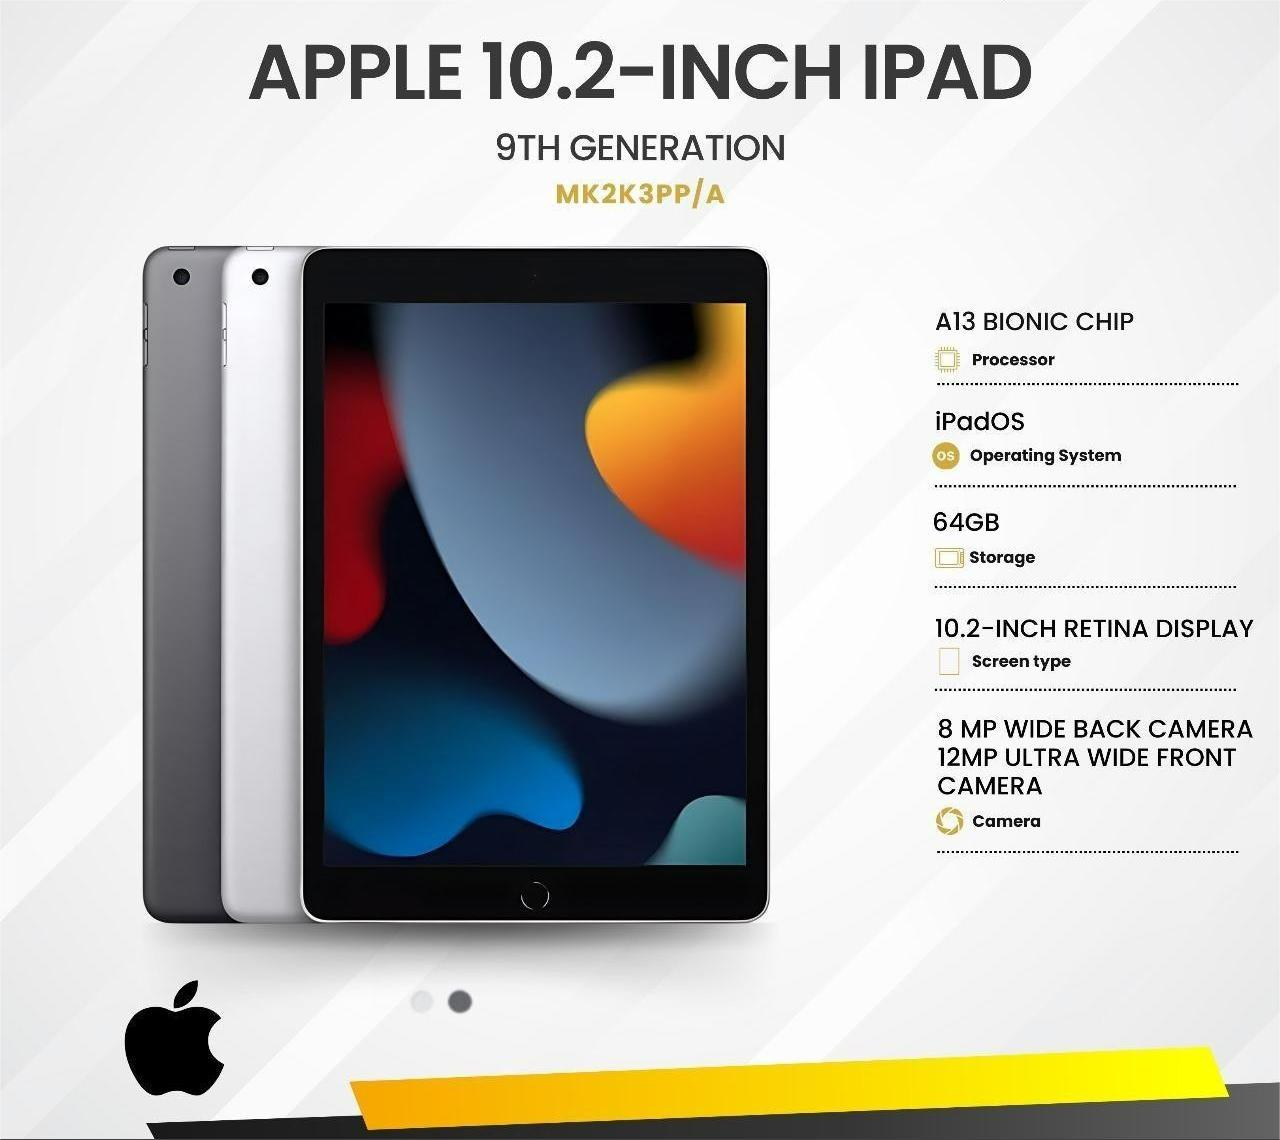 APPLE 10.2-INCH IPAD
9TH GENERATION
MK2K3PP/A
A13 BIONIC CHIP
Processor
iPadOS
OS Operating System
64GB
Storage
10.2-INCH RETINA DISPLAY
Screen type
8 MP WIDE BACK CAMERA
12MP ULTRA WIDE FRONT
CAMERA
Camera